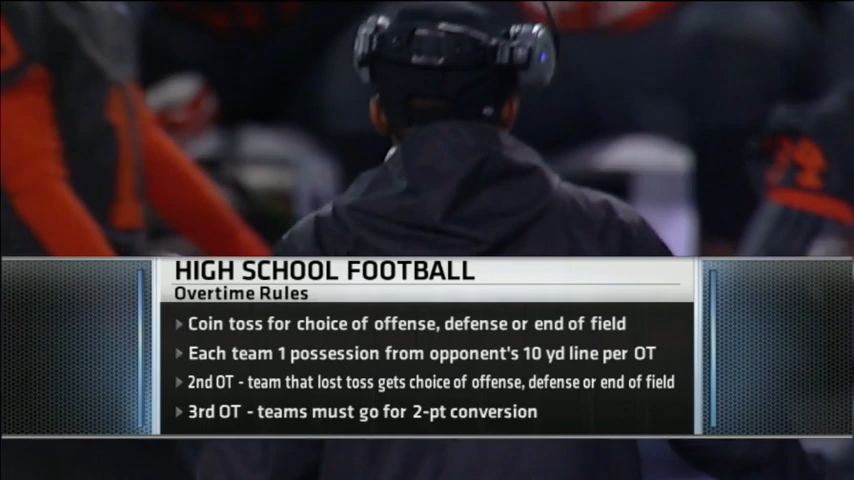 HIGH SCHOOL FOOTBALL
Overtime Rules
Coin toss for choice of offense, defense or end of field
Each team 1 possession from opponent's 10 yd line per OT
2nd OT - team that lost toss gets choice of offense, defense or end of field
3rd OT - teams must go for 2-pt conversion